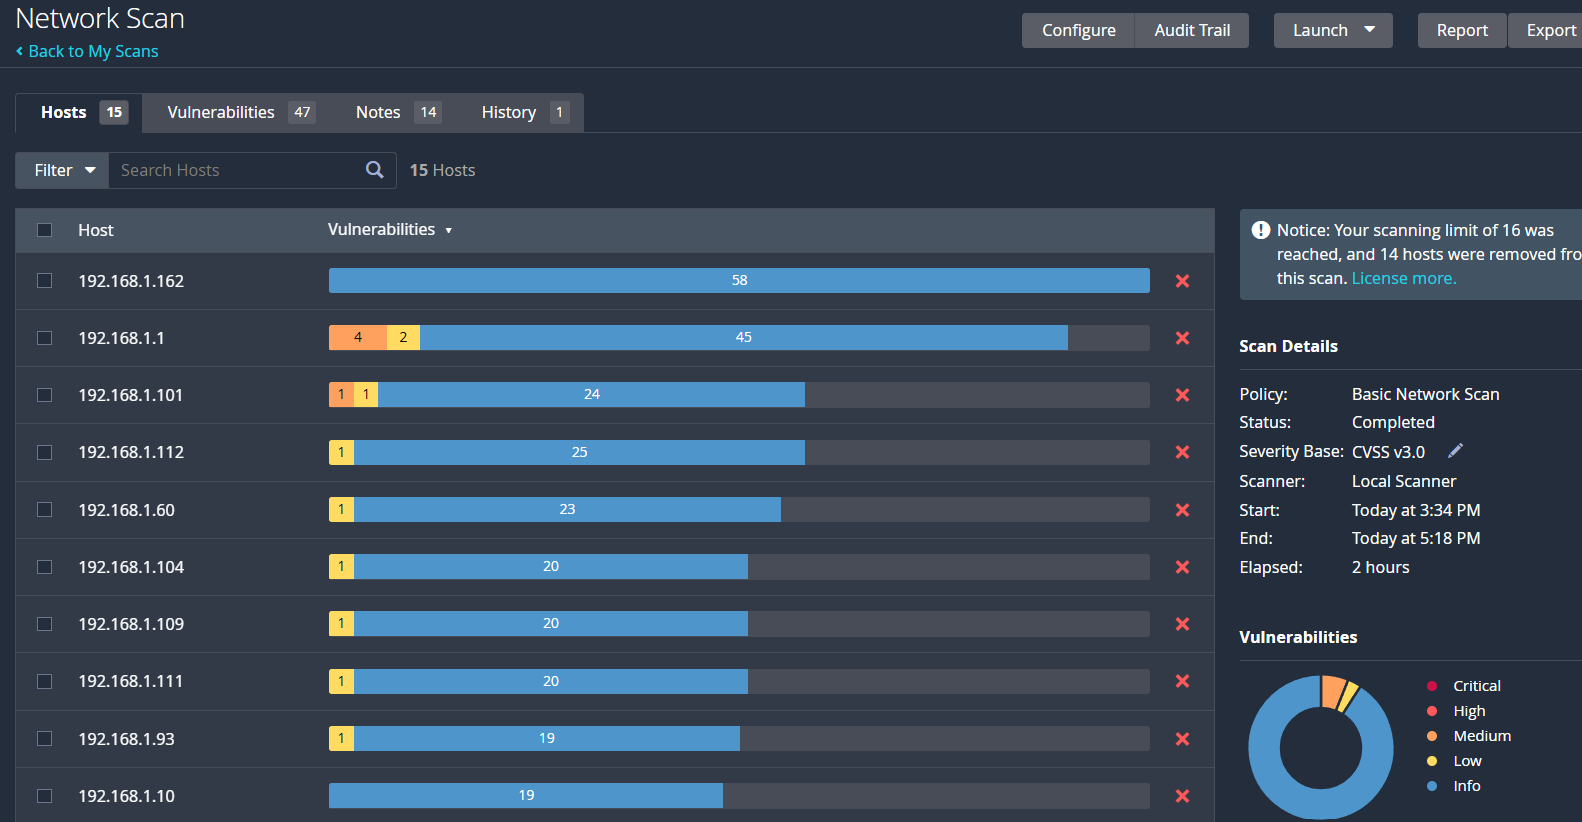 Network Scan
Back to My Scans
Configure Audit Trail Launch Report Export
Hosts 15 Vulnerabilities 47 Notes 14 History 1
Filter Search Hosts 15 Hosts
Host Vulnerabilities
192.168.1.162 58
192.168.1.1 4 2 45
192.168.1.101 1 1 24
192.168.1.112 1 25
192.168.1.60 1 23
192.168.1.104 1 20
192.168.1.109 1 20
192.168.1.111 1 20
192.168.1.93 1 19
192.168.1.10 19
Notice: Your scanning limit of 16 was
reached, and 14 hosts were removed fro
this scan. License more.
Scan Details
Policy: Basic Network Scan
Status: Completed
Severity Base: CVSS v3.0
Scanner: Local Scanner
Start: Today at 3:34 PM
End: Today at 5:18 PM
Elapsed: 2 hours
Vulnerabilities
Critical
High
Medium
Low
Info